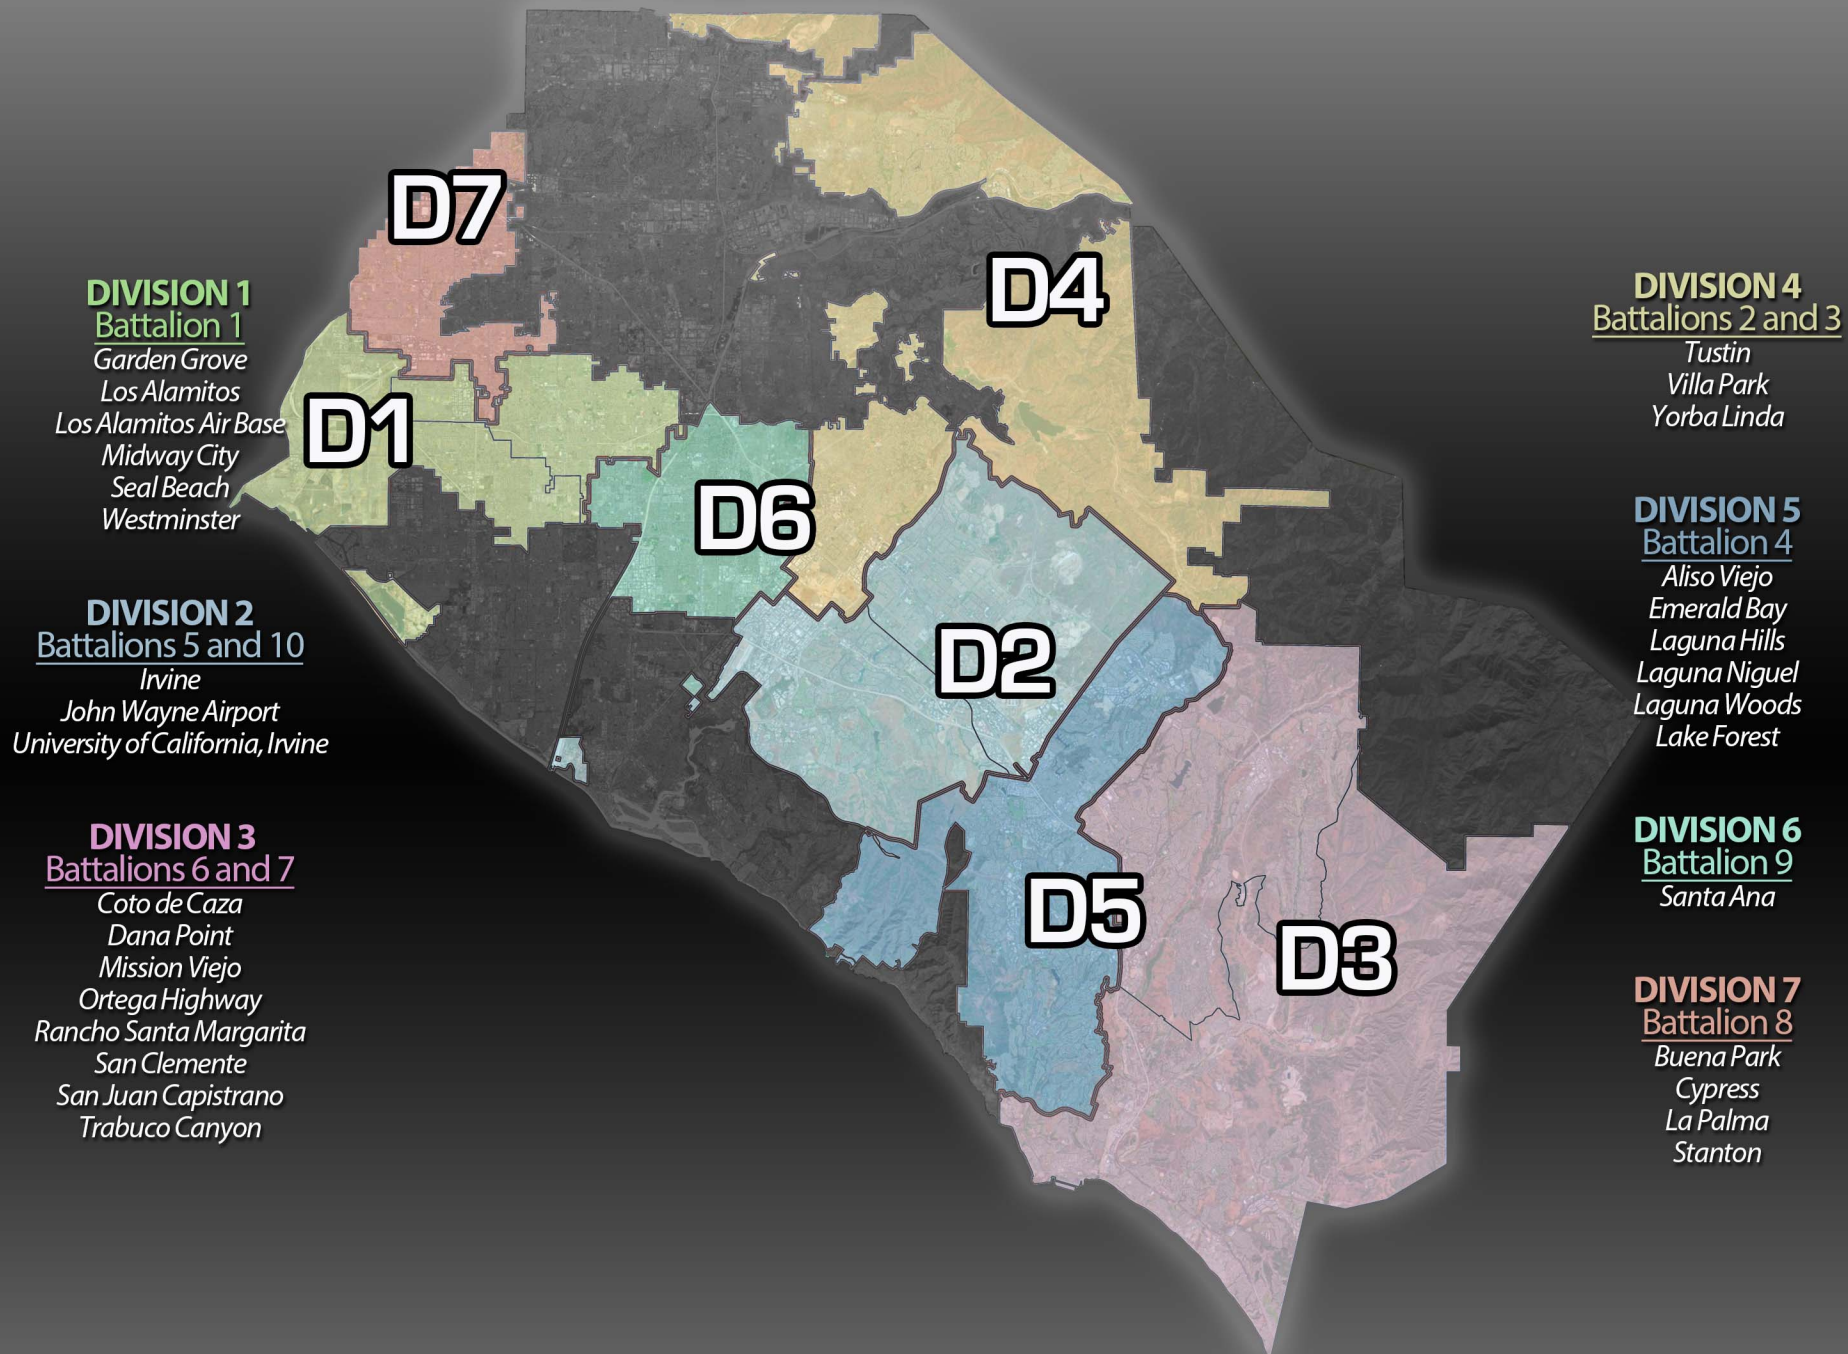 DIVISION 1
Battalion 1
Garden Grove
Los Alamitos
Los Alamitos Air Base
Midway City
Seal Beach
Westminster
DIVISION 2
Battalions 5 and 10
Irvine
John Wayne Airport
University of California, Irvine
DIVISION 3
Battalions 6 and 7
Coto de Caza
Dana Point
Mission Viejo
Ortega Highway
Rancho Santa Margarita
San Clemente
San Juan Capistrano
Trabuco Canyon
D7
D4
D1
D6
D2
D5
D3
DIVISION 4
Battalions 2 and 3
Tustin
Villa Park
Yorba Linda
DIVISION 5
Battalion 4
Aliso Viejo
Emerald Bay
Laguna Hills
Laguna Niguel
Laguna Woods
Lake Forest
DIVISION 6
Battalion 9
Santa Ana
DIVISION 7
Battalion 8
Buena Park
Cypress
La Palma
Stanton